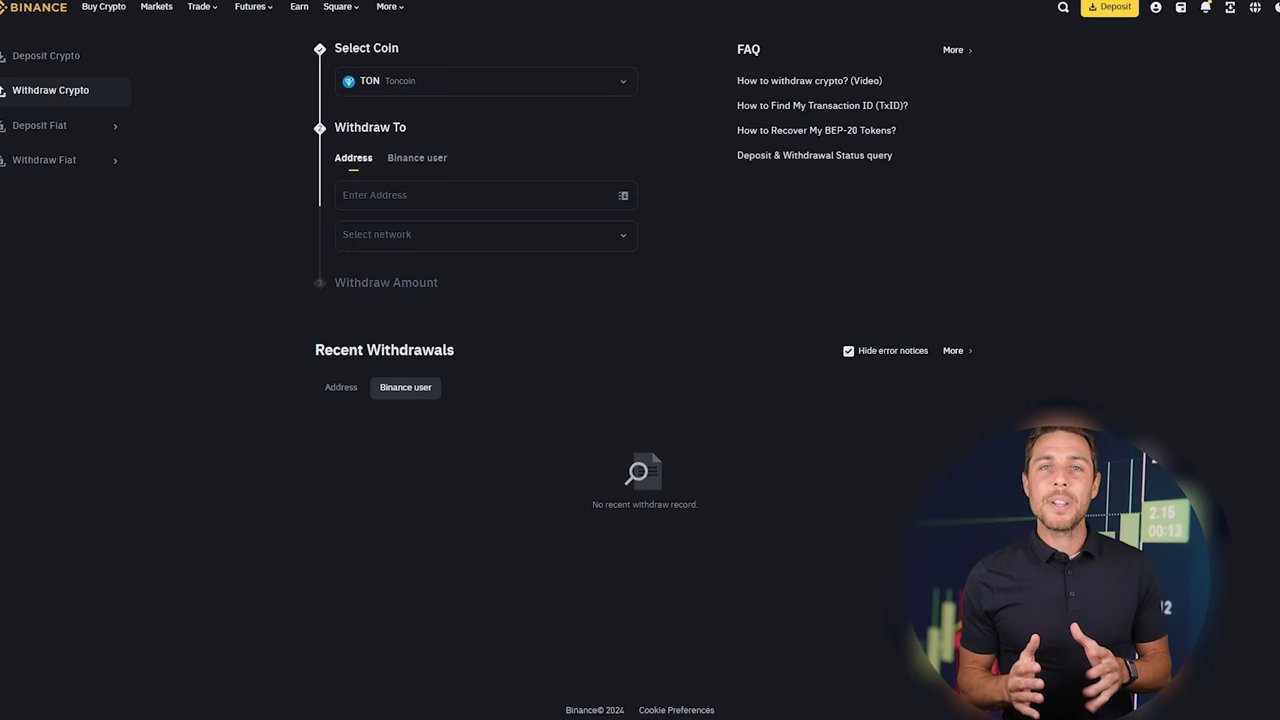 BINANCE Buy Crypto Markets Trade Futures Earn Square More Deposit
Deposit Crypto
Withdraw Crypto
Deposit Fiat
Withdraw Fiat
Select Coin
TON Toncoin
2 Withdraw To
Address Binance user
Enter Address
Select network
3 Withdraw Amount
FAQ More
How to withdraw crypto? (Video)
How to Find My Transaction ID (TxID)?
How to Recover My BEP-20 Tokens?
Deposit & Withdrawal Status query
Recent Withdrawals Hide error notices More
Address Binance user
No recent withdraw record.
2.15
00:13
Binance© 2024 Cookie Preferences